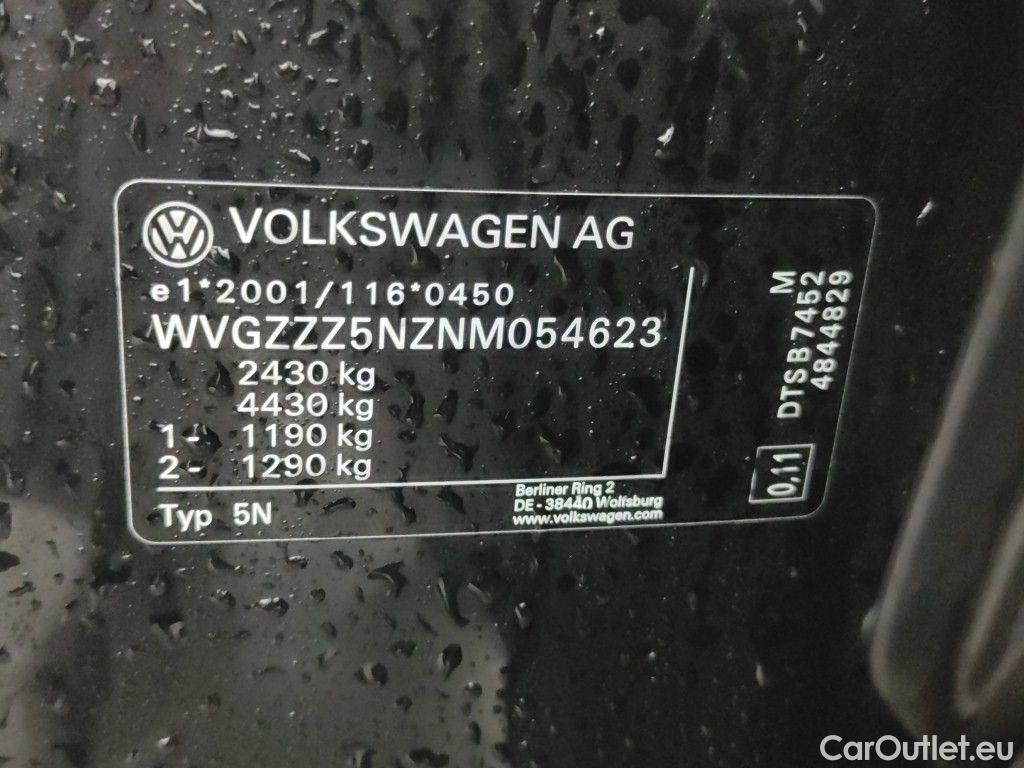 VOLKSWAGEN AG
e1*2001/116*0450
WVGZZZ5NZNM054623
2430 kg
4430 kg
1- 1190 kg
2- 1290 kg
Typ 5N
Berliner Ring 2
DE-38440 Wolfsburg
www.volkswagen.com
M
DTSB7452
4844829
0,11
CarOutlet.eu